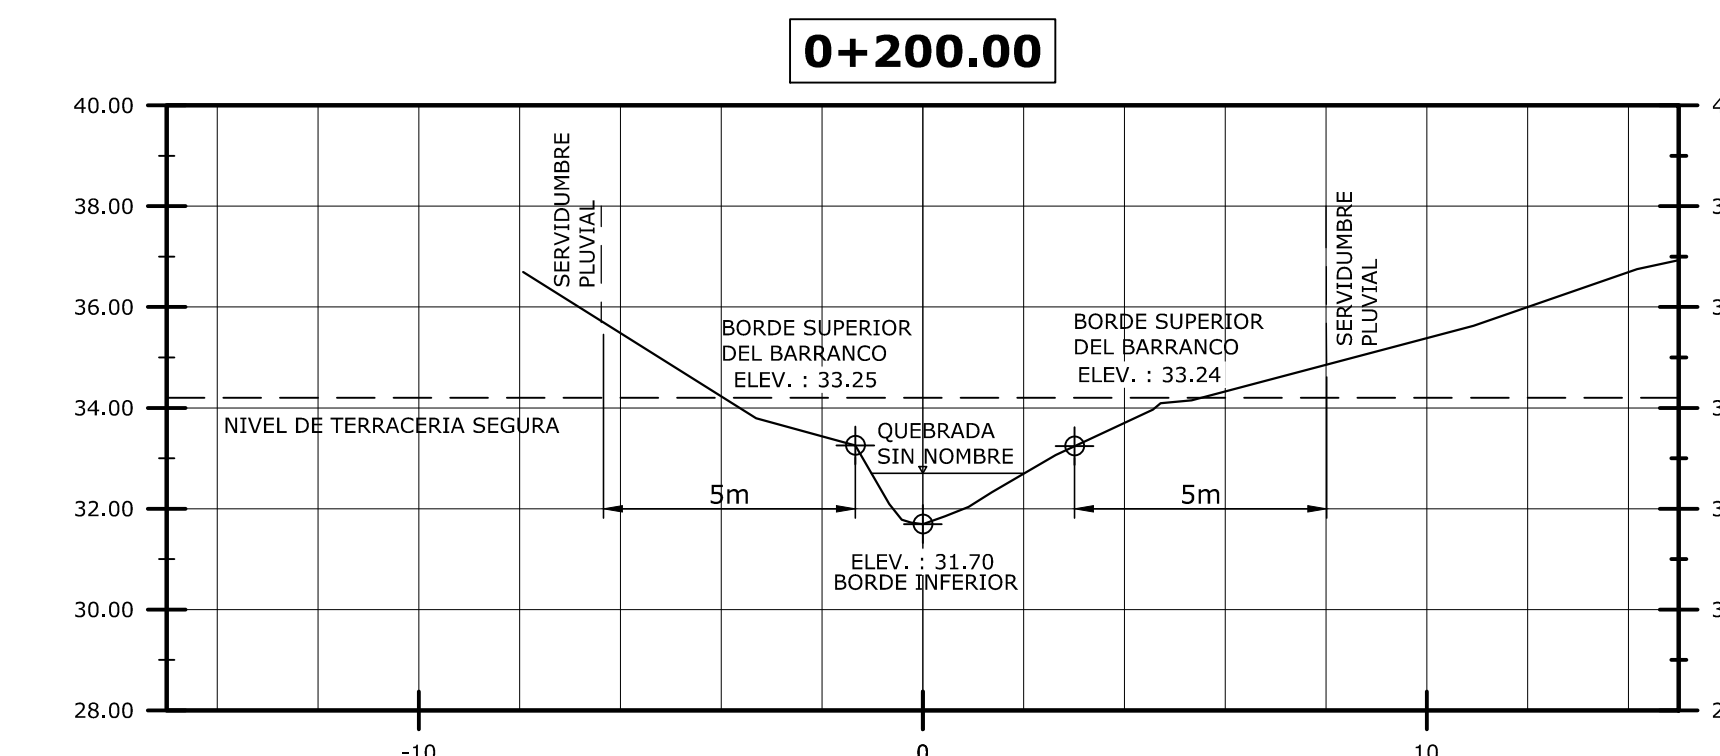 0+200.00
40.00
38.00
36.00
34.00
32.00
30.00
28.00
SERVIDUMBRE
PLUVIAL
BORDE SUPERIOR
DEL BARRANCO
ELEV. : 33.25
BORDE SUPERIOR
DEL BARRANCO
ELEV. : 33.24
SERVIDUMBRE
PLUVIAL
NIVEL DE TERRACERIA SEGURA
QUEBRADA
SIN NOMBRE
5m
5m
ELEV. : 31.70
BORDE INFERIOR
-10
0
10